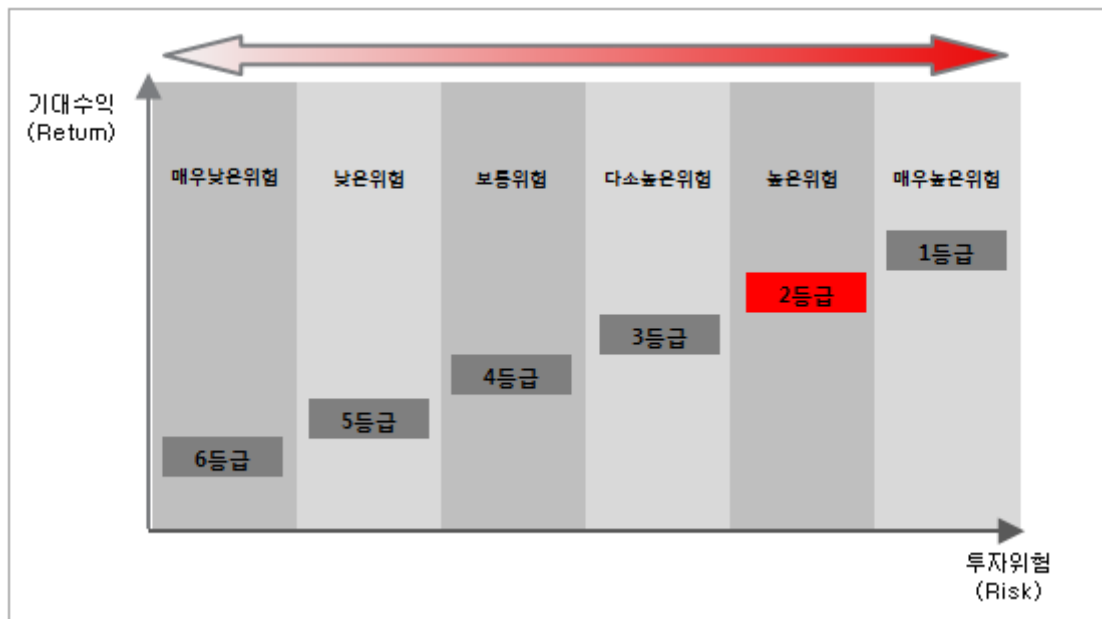 기대수익
(Return)
매우낮은위험 낮은위험 보통위험 다소높은위험 높은위험 매우높은위험
1등급
2등급
3등급
4등급
5등급
6등급
투자위험
(Risk)